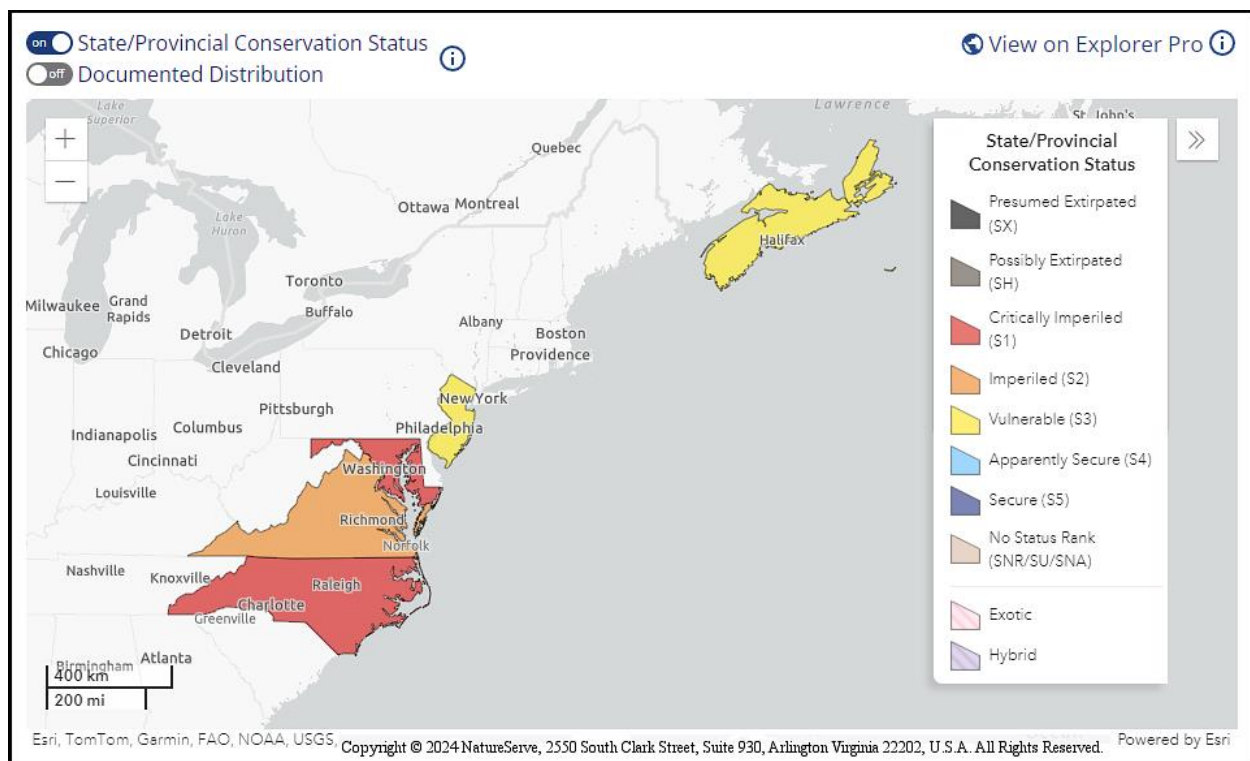 on State/Provincial Conservation Status
off Documented Distribution
View on Explorer Pro
Lake
Superior
Lawrence
St. John's
Quebec
Ottawa
Montreal
Lake
Huron
Halifax
Toronto
Milwaukee
Grand
Rapids
Buffalo
Albany
Detroit
Boston
Chicago
Providence
Cleveland
New York
Pittsburgh
Philadelphia
Columbus
Indianapolis
Cincinnati
Washington
Louisville
Richmond
Norfolk
Nashville
Knoxville
Raleigh
Charlotte
Greenville
Birmingham
Atlanta
400 km
200 mi
State/Provincial
Conservation Status
Presumed Extirpated
(SX)
Possibly Extirpated
(SH)
Critically Imperiled
(S1)
Imperiled (S2)
Vulnerable (S3)
Apparently Secure (S4)
Secure (S5)
No Status Rank
(SNR/SU/SNA)
Exotic
Hybrid
Esri, TomTom, Garmin, FAO, NOAA, USGS,
Copyright © 2024 NatureServe, 2550 South Clark Street, Suite 930, Arlington Virginia 22202, U.S.A. All Rights Reserved.
Powered by Esri